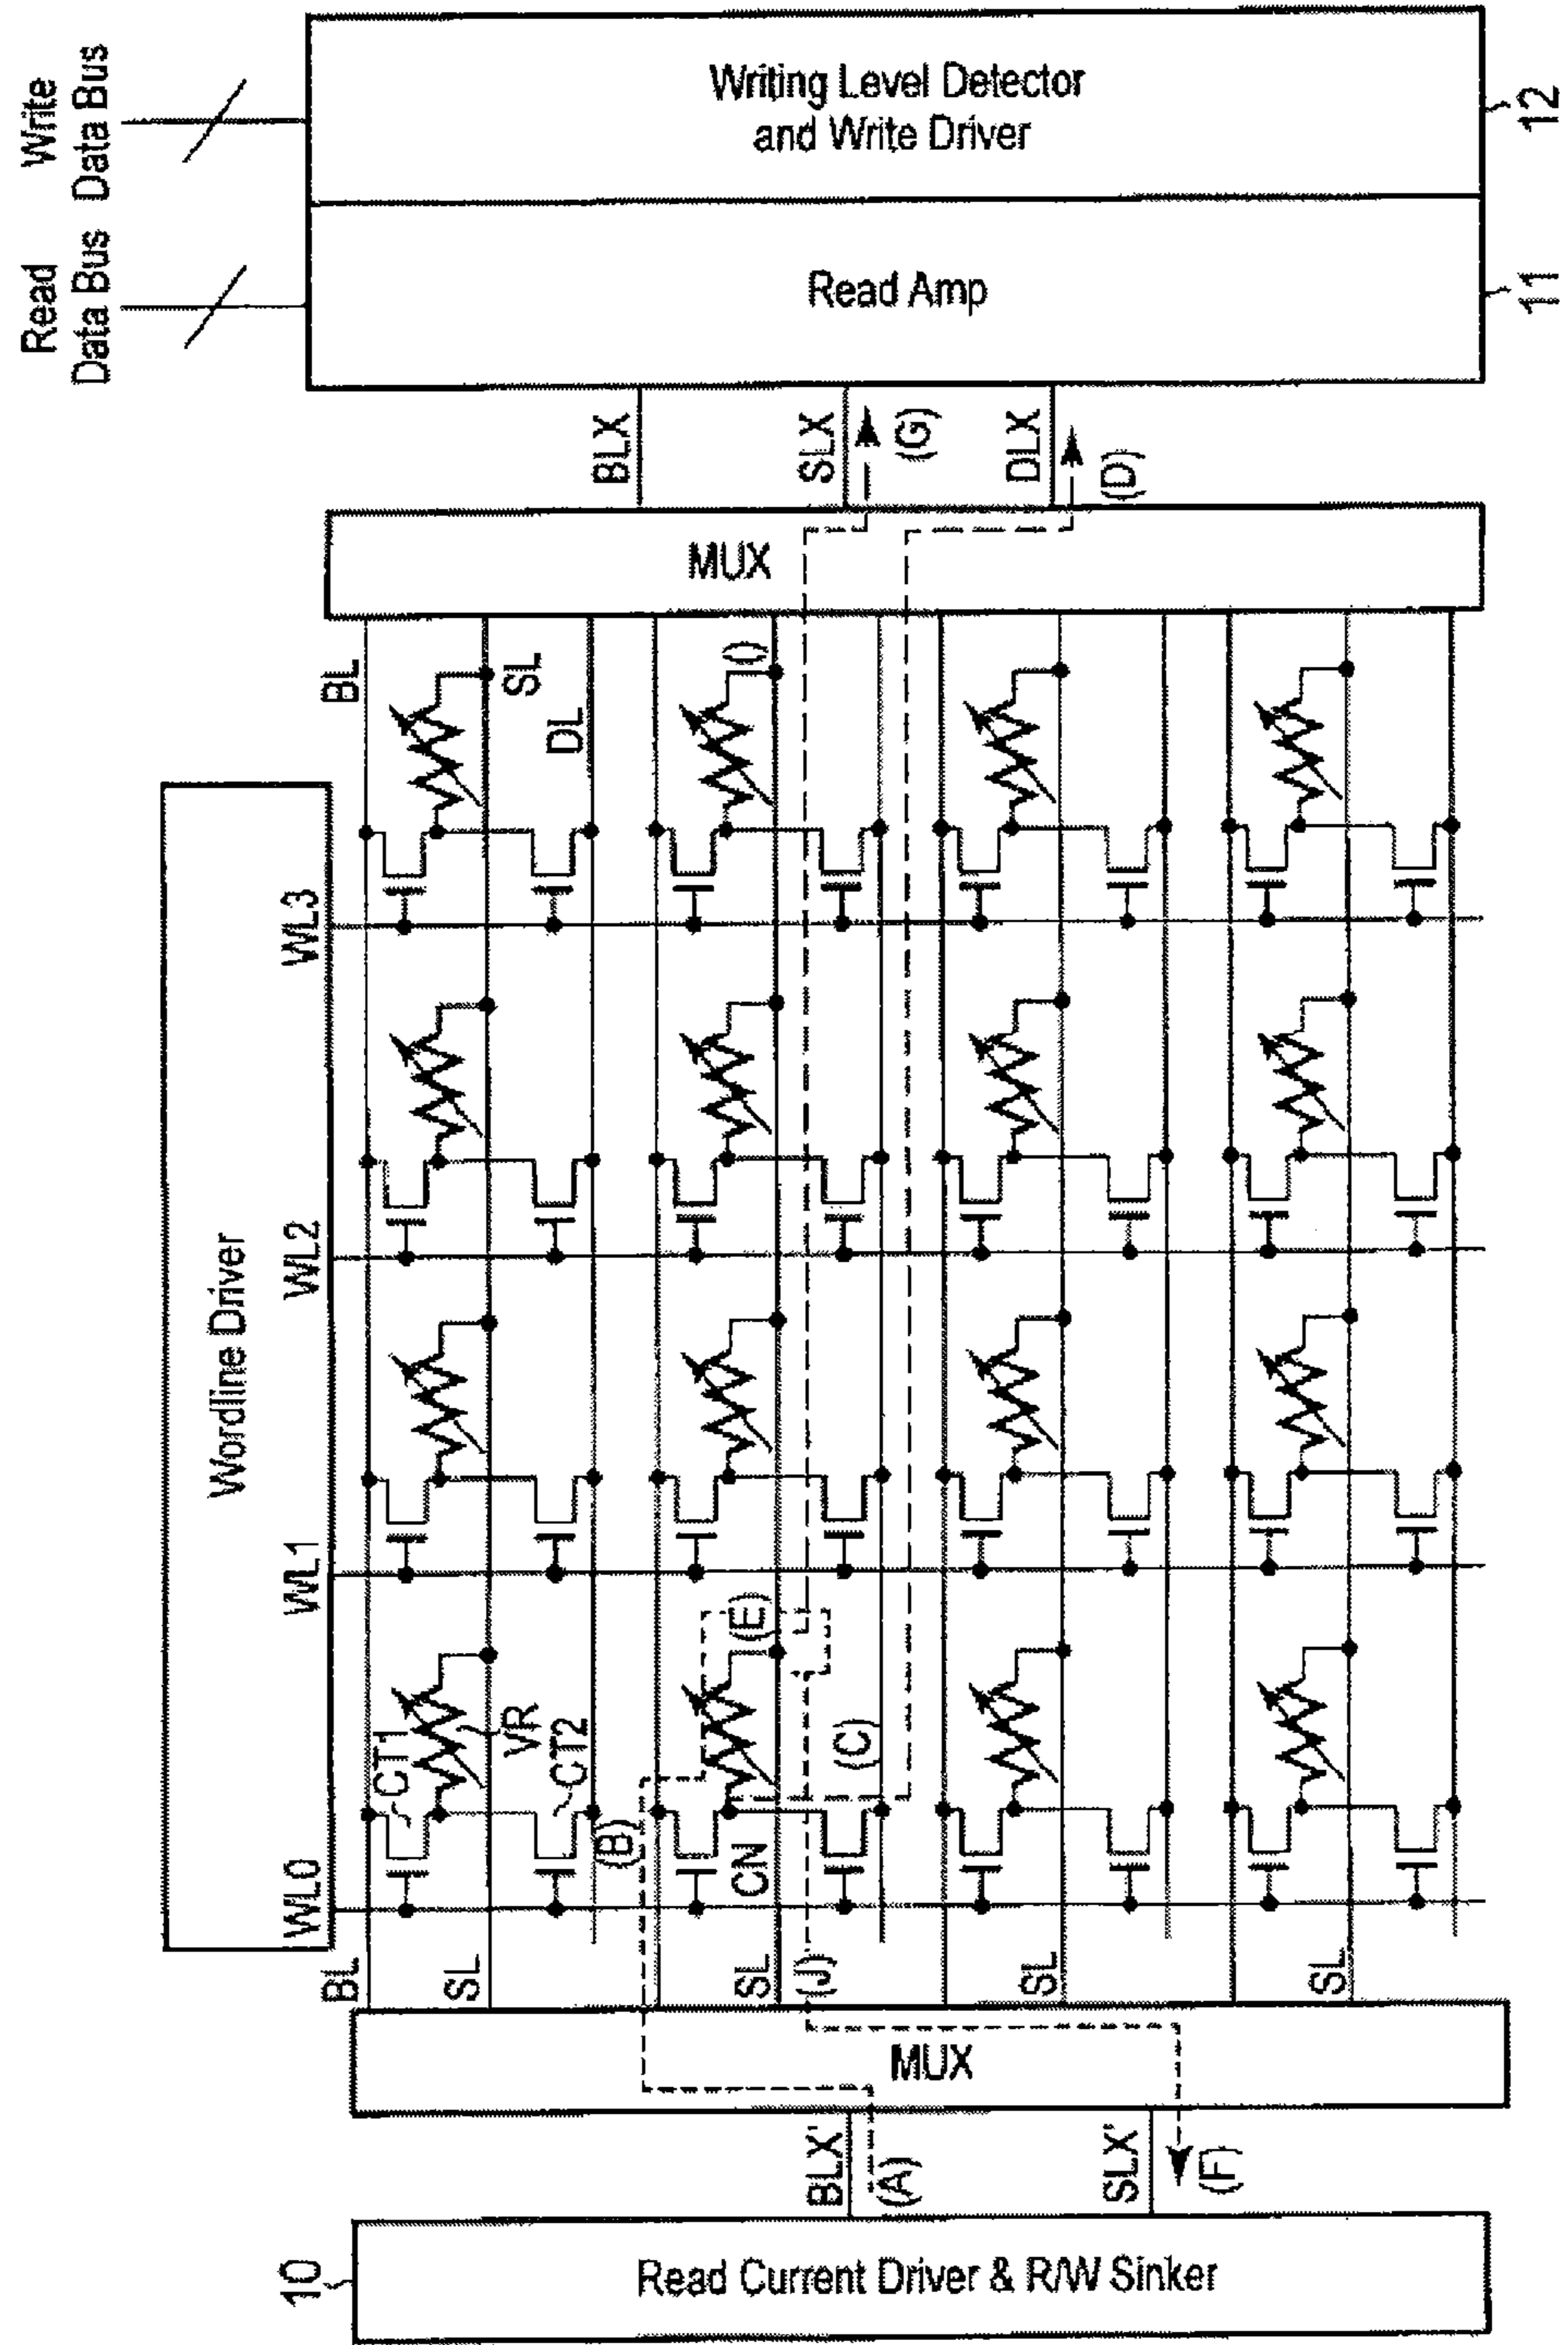 Write
Data Bus
Read
Data Bus
Writing Level Detector
and Write Driver
12
Read Amp
11
BLX
SLX
(G)
DLX
(D)
MUX
BL
SL
DL
()
Wordline Driver
WL3
WL2
WL1
WL0
CT1
VR
CT2
(B)
(E)
(C)
CN
BL
SL
SL
(J)
SL
SL
MUX
BLX'
(A)
SLX'
(F)
10
Read Current Driver & R/W Sinker